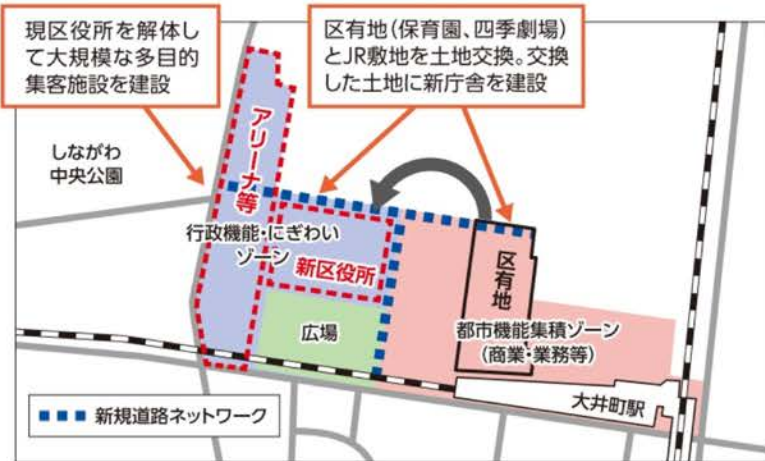 現区役所を解体し
て大規模な多目的
集客施設を建設
区有地(保育園、四季劇場)
とJR敷地を土地交換。交換
した土地に新庁舎を建設
しながわ
中央公園
アリーナ等
行政機能・にぎわい
ゾーン
新区役所
区有地
広場
都市機能集積ゾーン
(商業・業務等)
大井町駅
新規道路ネットワーク